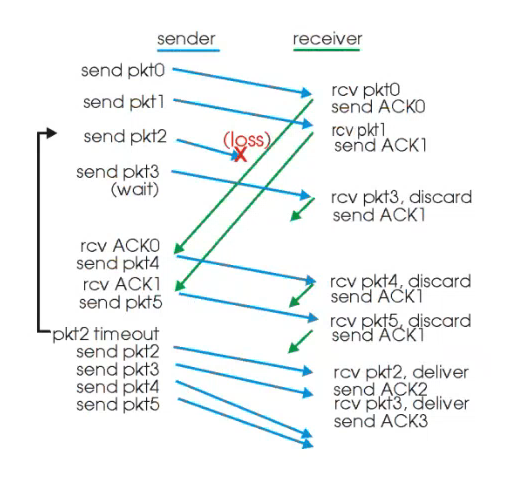 sender
receiver
send pkt0
send pkt1
send pkt2
(loss)
X
send pkt3
(wait)
rcv ACK0
send pkt4
rcv ACK1
send pkt5
pkt2 timeout
send pkt2
send pkt3
send pkt4
send pkt5
rcv pkt0
send ACK0
rcv pkt1
send ACK1
rcv pkt3, discard
send ACK1
rcv pkt4, discard
send ACK1
rcv pkt5, discard
send ACK1
rcv pkt2, deliver
send ACK2
rcv pkt3, deliver
send ACK3